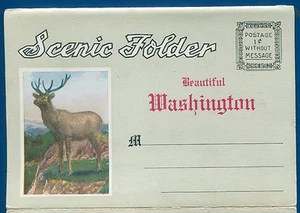 Scenic Folder
POSTAGE
1¢
WITHOUT
MESSAGE
Beautiful
Washington
M